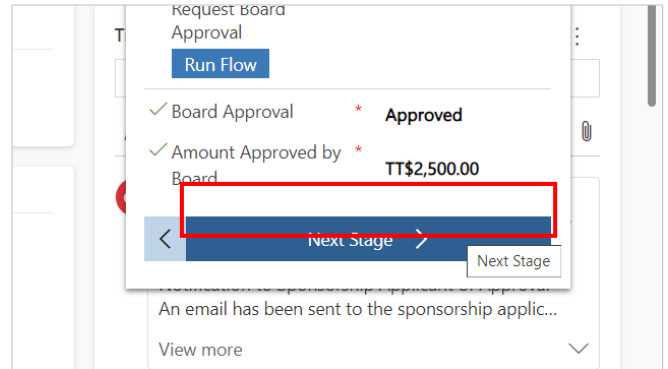 Request Board
T
Approval
Run Flow
Board Approval * Approved
Amount Approved by *
Board
TT$2,500.00
Next Stage
Next Stage
Notification to Sponsorship Applicant of Approval
An email has been sent to the sponsorship applic...
View more